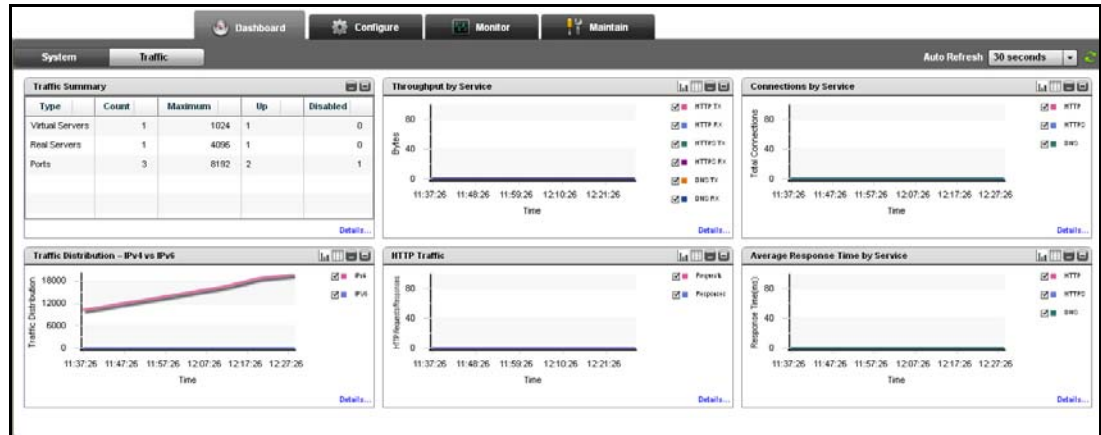 Dashboard Configure Monitor Maintain
System Traffic Auto Refresh 30 seconds
Traffic Summary
Type Count Maximum Up Disabled
Virtual Servers 1 1024 1 0
Real Servers 1 4096 1 0
Ports 3 8192 2 1
Details...
Throughput by Service
Bytes
80
40
0
11:37:26 11:48:26 11:59:26 12:10:26 12:21:26
Time
HTTP TX
HTTP RX
HTTPS TX
HTTPS RX
DNS TX
DNS RX
Details...
Connections by Service
Total Connections
80
40
0
11:37:26 11:47:26 11:57:26 12:07:26 12:17:26 12:27:26
Time
HTTP
HTTPS
DNS
Details...
Traffic Distribution – IPv4 vs IPv6
Traffic Distribution
18000
12000
6000
0
11:37:26 11:47:26 11:57:26 12:07:26 12:17:26 12:27:26
Time
IPv4
IPv6
Details...
HTTP Traffic
HTTP Requests/Responses
80
40
0
11:37:26 11:48:26 11:59:26 12:10:26 12:21:26
Time
Requests
Responses
Details...
Average Response Time by Service
Response Time(ms)
80
40
0
11:37:26 11:47:26 11:57:26 12:07:26 12:17:26 12:27:26
Time
HTTP
HTTPS
DNS
Details...